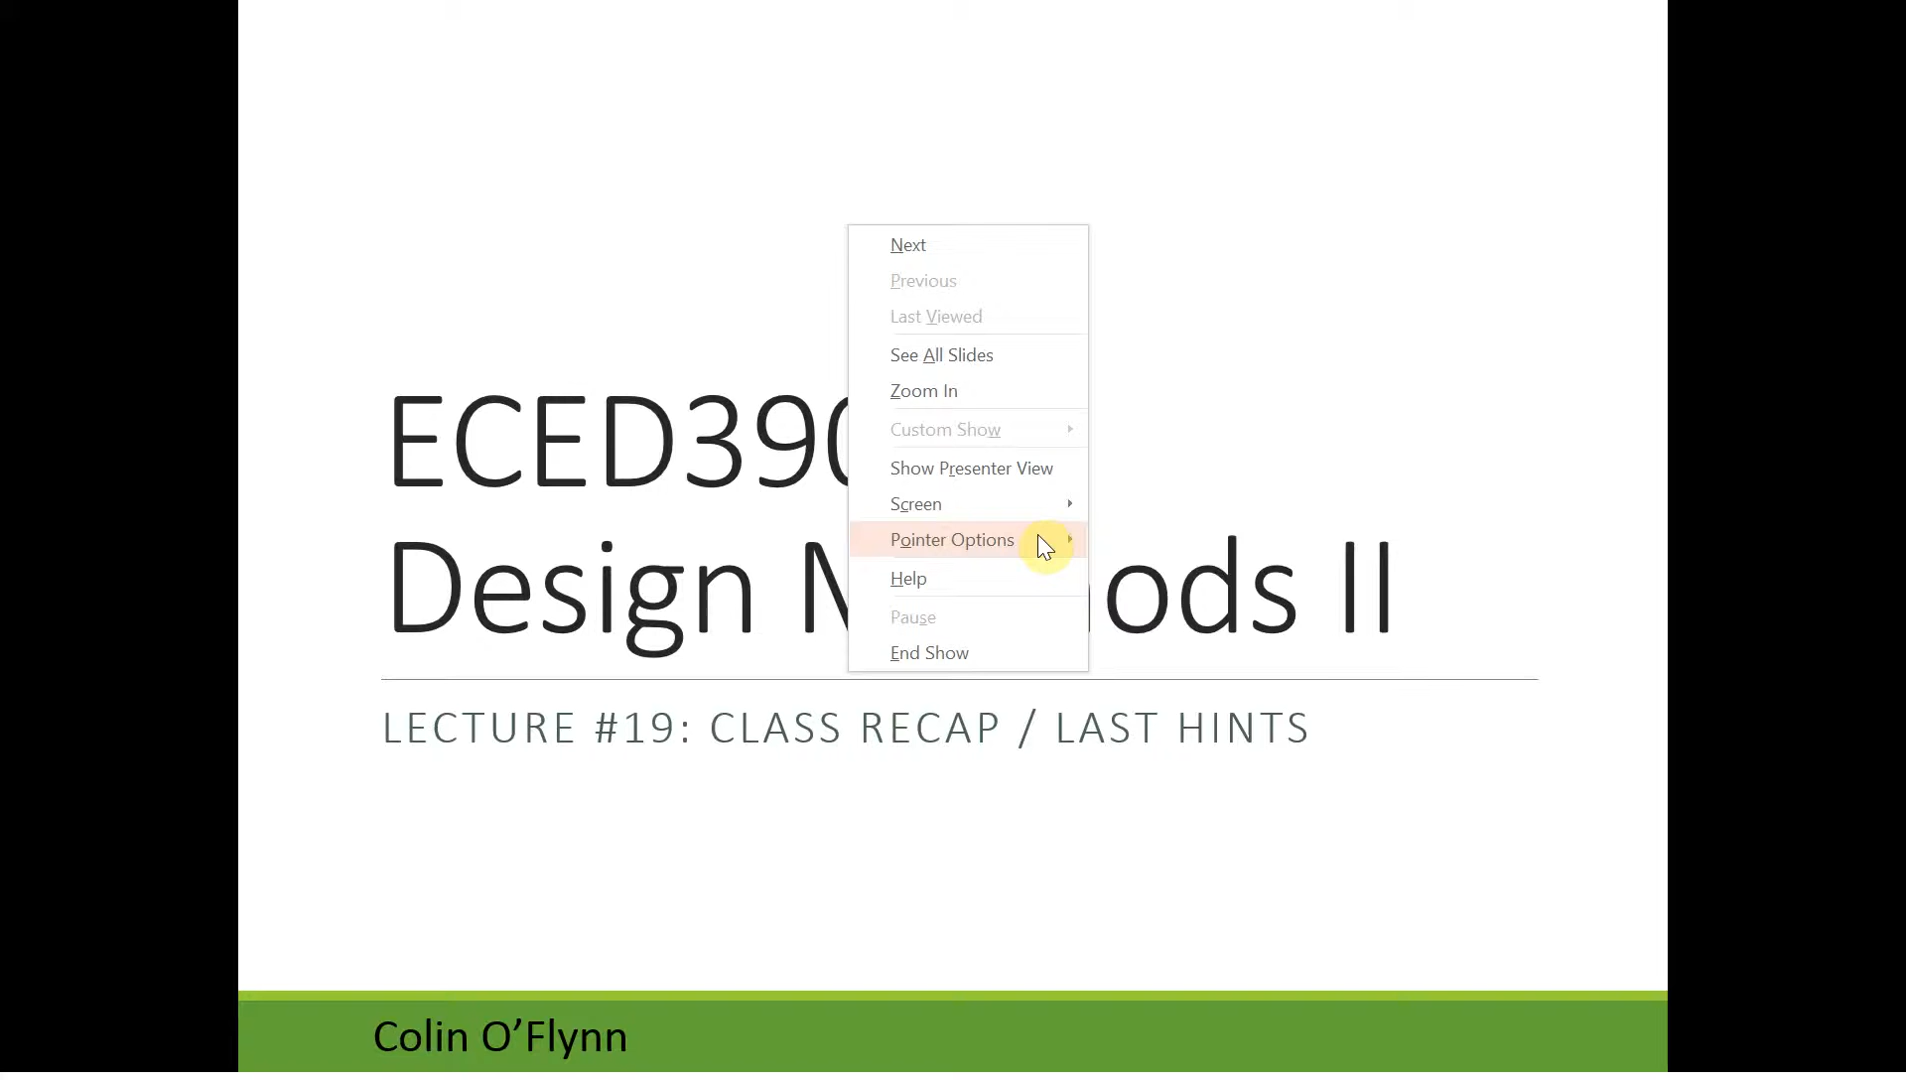 Next
Previous
Last Viewed
See All Slides
Zoom In
ECED390
Custom Show
Show Presenter View
Screen
Pointer Options
Design M ods II
Help
Pause
End Show
LECTURE #19: CLASS RECAP / LAST HINTS
Colin O’Flynn